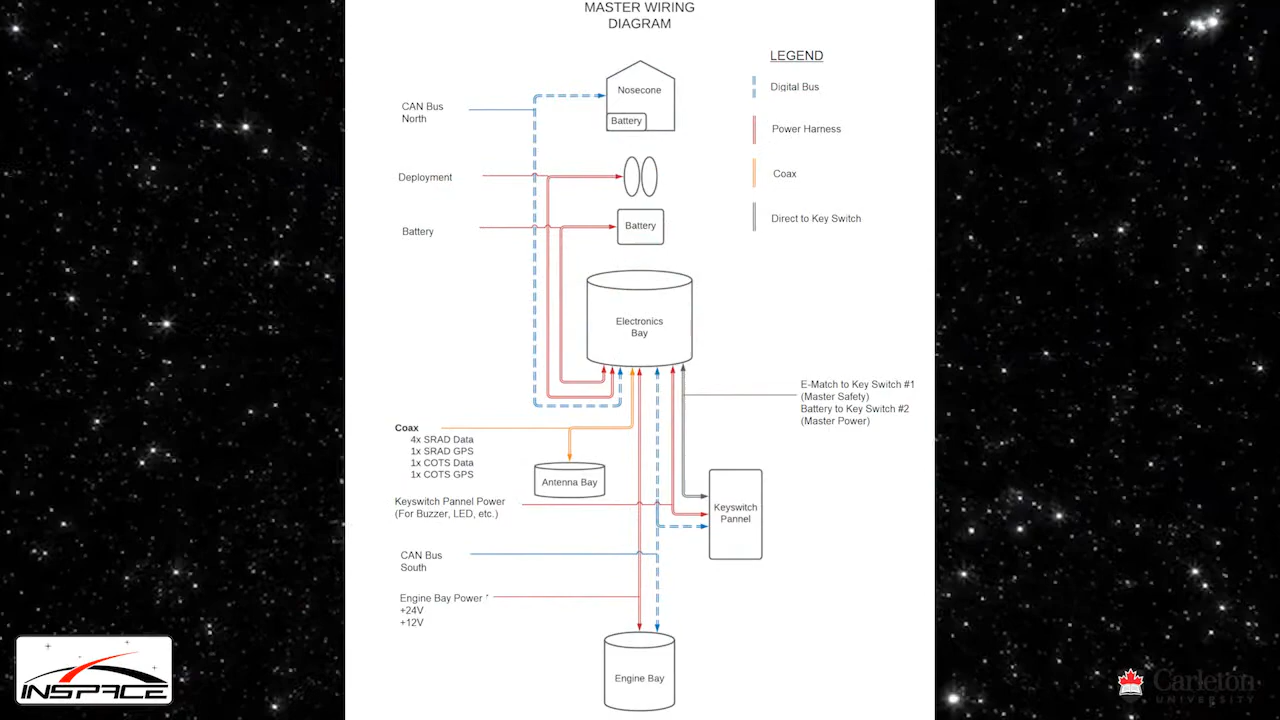 MASTER WIRING
DIAGRAM
LEGEND
Digital Bus
Power Harness
Coax
Direct to Key Switch
Nosecone
Battery
CAN Bus
North
Deployment
Battery
Battery
Electronics
Bay
E-Match to Key Switch #1
(Master Safety)
Battery to Key Switch #2
(Master Power)
Coax
4x SRAD Data
1x SRAD GPS
1x COTS Data
1x COTS GPS
Antenna Bay
Keyswitch Pannel Power
(For Buzzer, LED, etc.)
Keyswitch
Pannel
CAN Bus
South
Engine Bay Power
+24V
+12V
Engine Bay
INSPACE
Carleton
UNIVERSITY